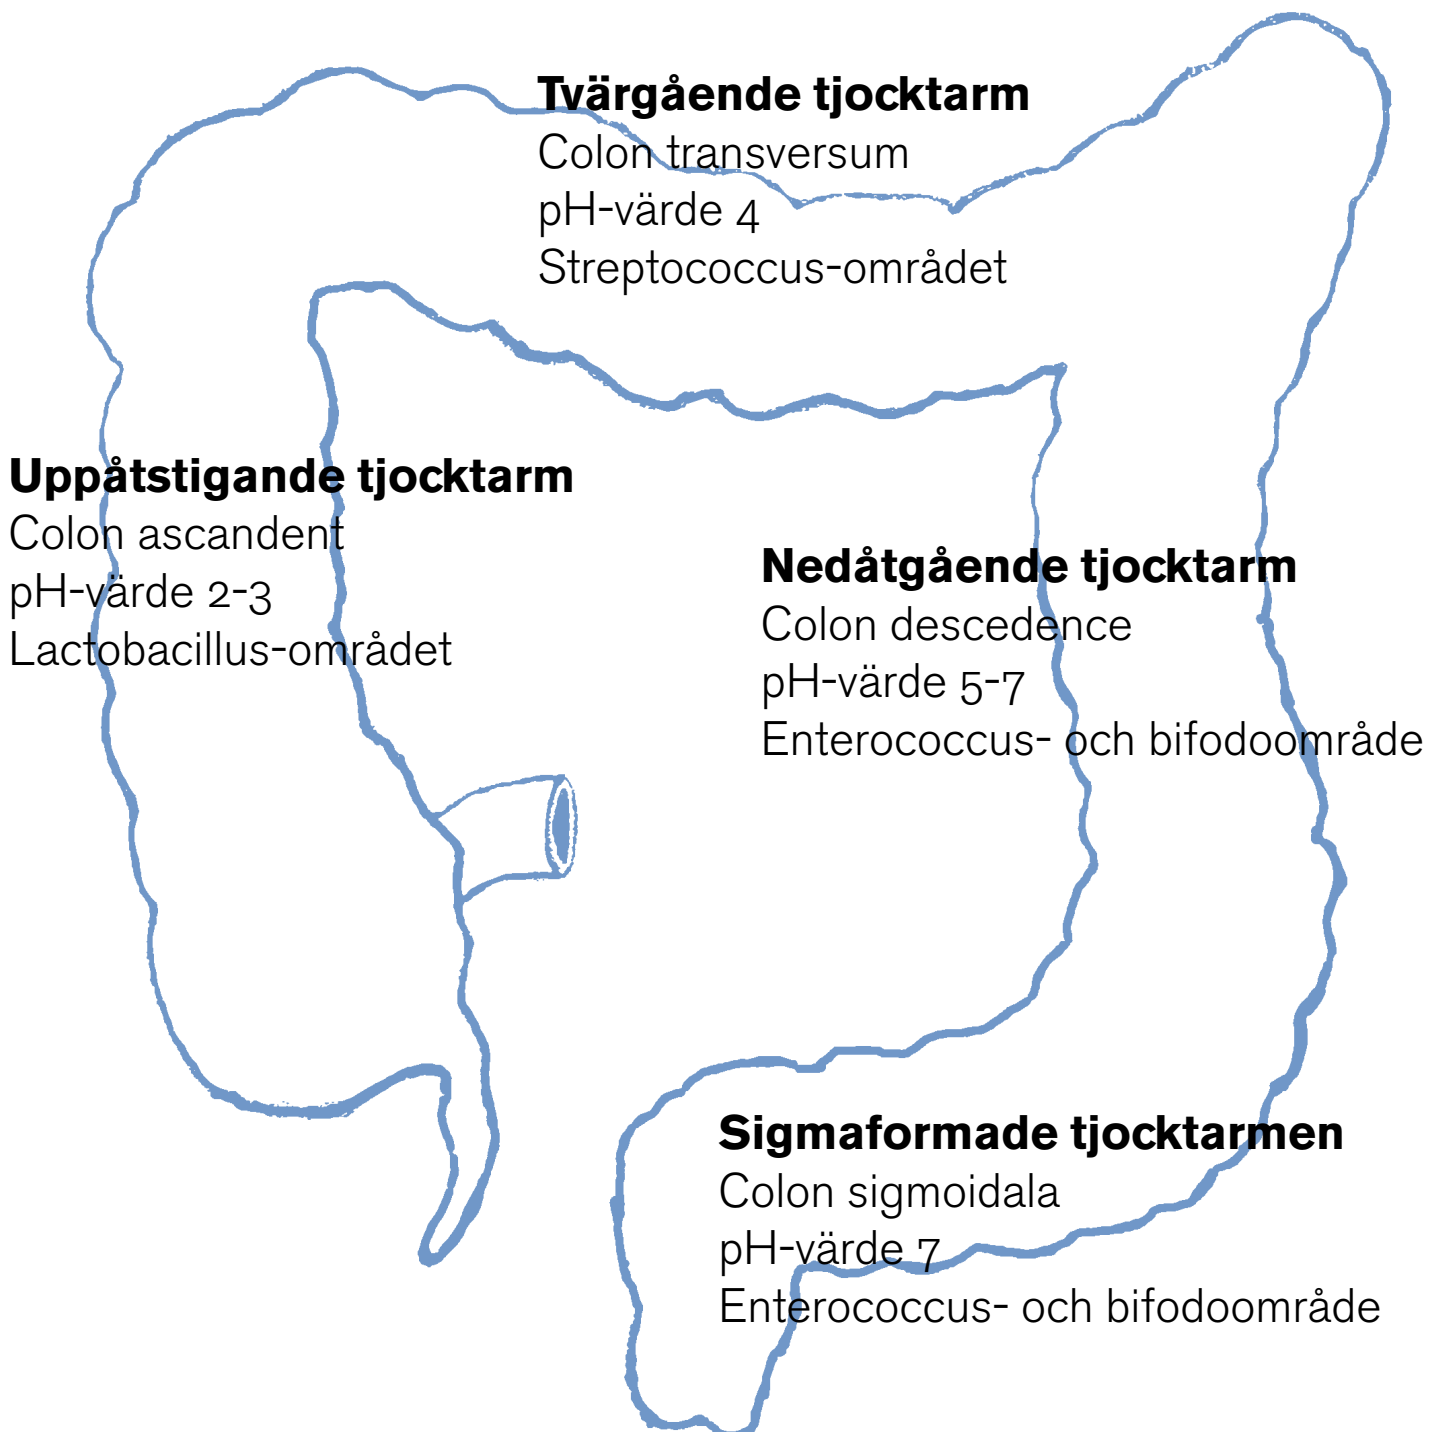 Tvärgående tjocktarm
Colon transversum
pH-värde 4
Streptococcus-området
Uppåtstigande tjocktarm
Colon ascandent
pH-värde 2-3
Lactobacillus-området
Nedåtgående tjocktarm
Colon descedence
pH-värde 5-7
Enterococcus- och bifodoområde
Sigmaformade tjocktarmen
Colon sigmoidala
pH-värde 7
Enterococcus- och bifodoområde